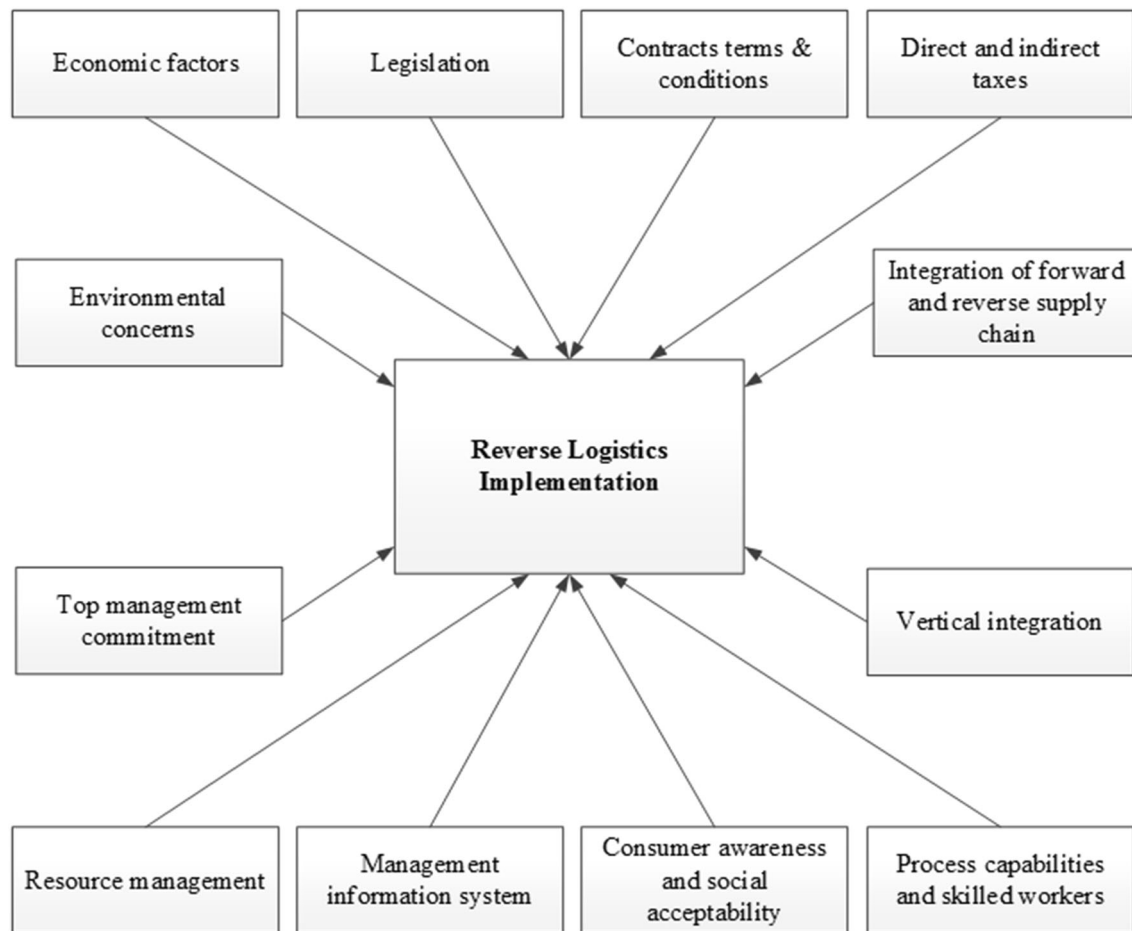 Economic factors
Legislation
Contracts terms &
conditions
Direct and indirect
taxes
Environmental
concerns
Integration of forward
and reverse supply
chain
Reverse Logistics
Implementation
Top management
commitment
Vertical integration
Resource management
Management
information system
Consumer awareness
and social
acceptability
Process capabilities
and skilled workers